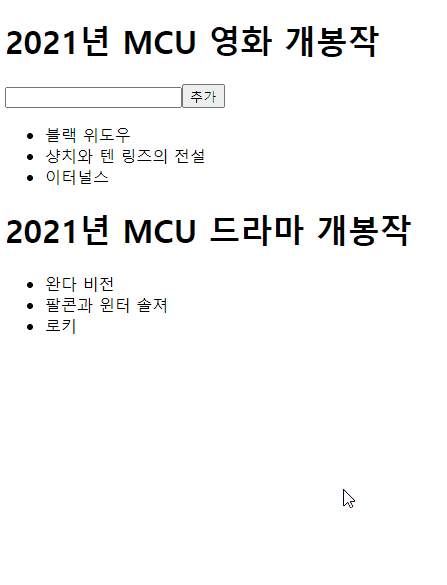 2021년 MCU 영화 개봉작
추가
블랙 위도우
샹치와 텐 링즈의 전설
이터널스
2021년 MCU 드라마 개봉작
완다 비전
팔콘과 윈터 솔져
로키